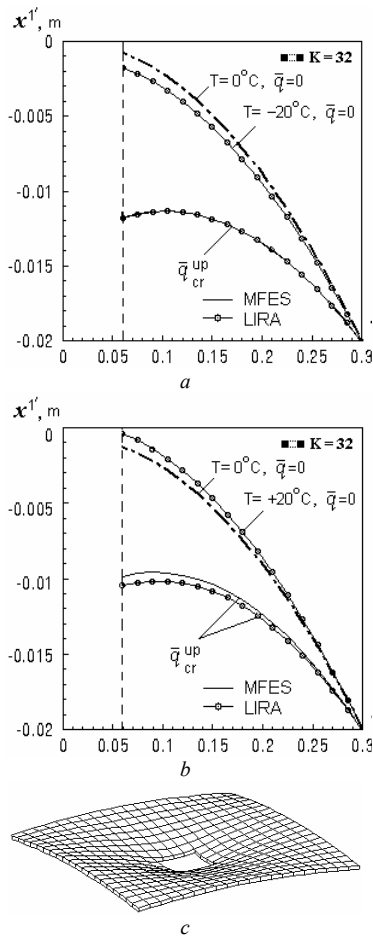 x¹′, m
0
K = 32
T = 0°C, q̄=0
-0.005
T= −20°C, q̄=0
-0.01
q̄ up cr
-0.015
MFES
LIRA
-0.02
0 0.05 0.1 0.15 0.2 0.25 0.3
a
x¹′, m
0
K = 32
T = 0°C, q̄=0
-0.005
T= +20°C, q̄=0
-0.01
q̄ up cr
-0.015
MFES
LIRA
-0.02
0 0.05 0.1 0.15 0.2 0.25 0.3
b
c